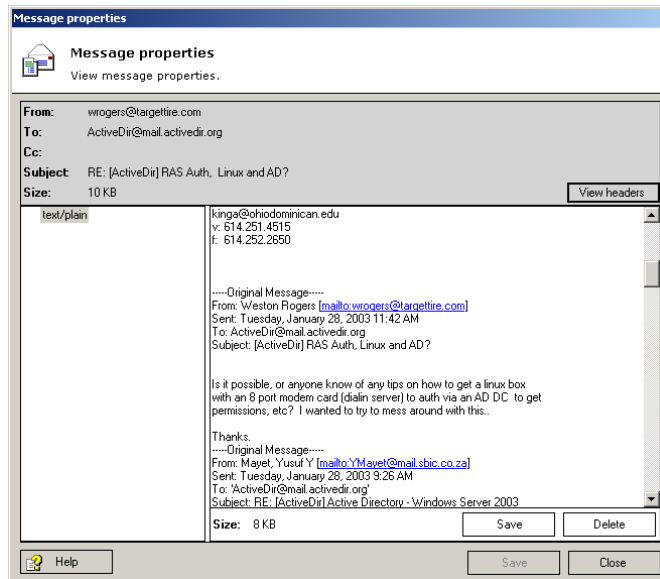 Message properties
Message properties
View message properties.
From: wrogers@targettire.com
To: ActiveDir@mail.activedir.org
Cc:
Subject: RE: [ActiveDir] RAS Auth, Linux and AD?
Size: 10 KB
View headers
text/plain
kinga@ohiodominican.edu
v: 614.251.4515
f: 614.252.2650
-----Original Message-----
From: Weston Rogers [mailto:wrogers@targettire.com]
Sent: Tuesday, January 28, 2003 11:42 AM
To: ActiveDir@mail.activedir.org
Subject: [ActiveDir] RAS Auth, Linux and AD?
Is it possible, or anyone know of any tips on how to get a linux box
with an 8 port modem card (dialin server) to auth via an AD DC to get
permissions, etc? I wanted to try to mess around with this..
Thanks.
-----Original Message-----
From: Mayet, Yusuf Y [mailto:YMayet@mail.sbic.co.za]
Sent: Tuesday, January 28, 2003 9:26 AM
To: 'ActiveDir@mail.activedir.org'
Subject: RE: [ActiveDir] Active Directory - Windows Server 2003
Size: 8 KB
Save
Delete
Help
Save
Close